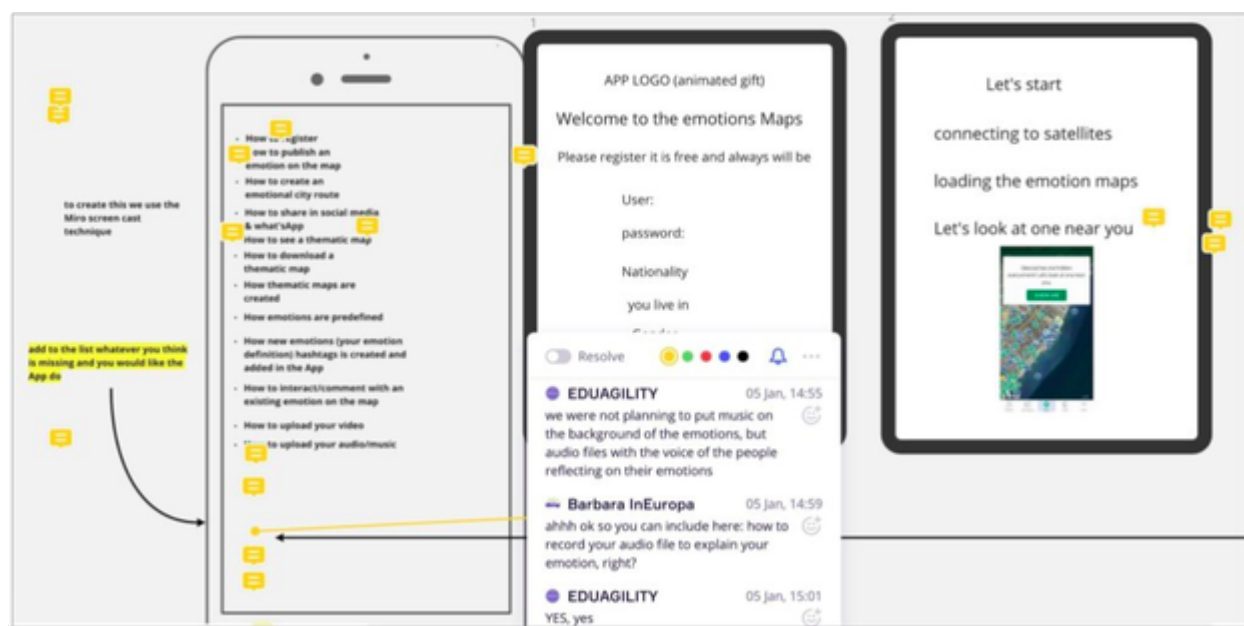 to create this we use the
Miro screen cast
technique
add to the list whatever you think
is missing and you would like the
App do
How to register
ow to publish an
emotion on the map
How to create an
emotional city route
How to share in social media
& what'sApp
How to see a thematic map
How to download a
thematic map
How thematic maps are
created
How emotions are predefined
How new emotions (your emotion
definition) hashtags is created and
added in the App
How to interact/comment with an
existing emotion on the map
How to upload your video
How to upload your audio/music
1
APP LOGO (animated gift)
Welcome to the emotions Maps
Please register it is free and always will be
User:
password:
Nationality
you live in
Gender
Resolve
EDUAGILITY 05 Jan, 14:55
we were not planning to put music on
the background of the emotions, but
audio files with the voice of the people
reflecting on their emotions
Barbara InEuropa 05 Jan, 14:59
ahhh ok so you can include here: how to
record your audio file to explain your
emotion, right?
EDUAGILITY 05 Jan, 15:01
YES, yes
2
Let's start
connecting to satellites
loading the emotion maps
Let's look at one near you